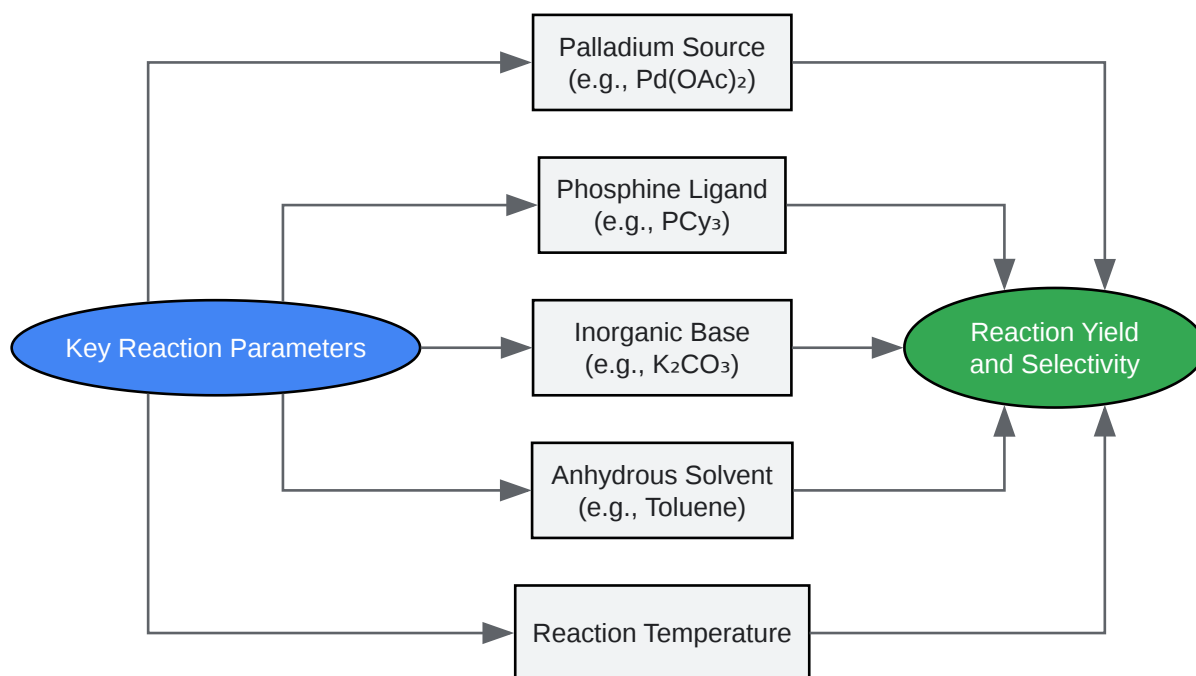 Palladium Source
(e.g., Pd(OAc)₂)
Phosphine Ligand
(e.g., PCy₃)
Key Reaction Parameters
Inorganic Base
(e.g., K₂CO₃)
Reaction Yield
and Selectivity
Anhydrous Solvent
(e.g., Toluene)
Reaction Temperature